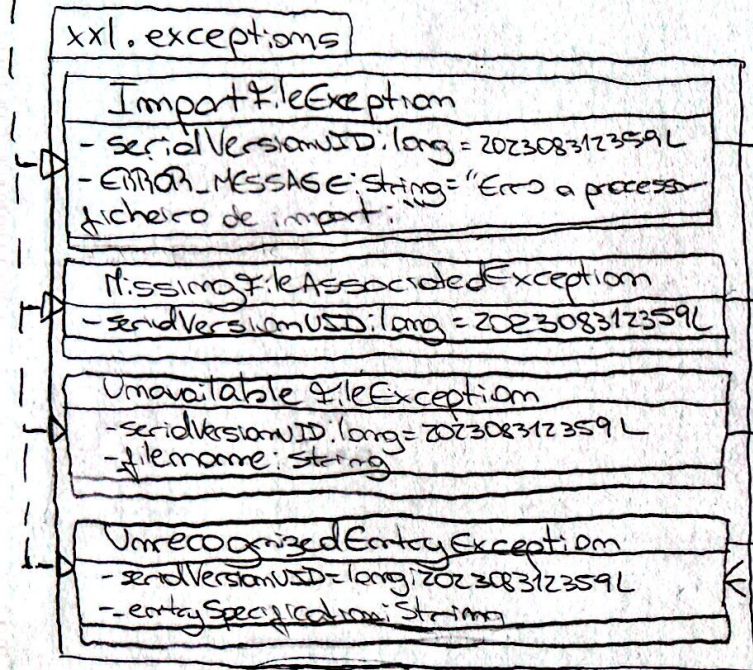 xxl.exceptions
ImportFileException
- serialVersionUID: long = 202308312359L
- ERROR_MESSAGE: String = "Erro a processar
ficheiro de import: "
MissingFileAssociatedException
- serialVersionUID: long = 202308312359L
UnavailableFileException
- serialVersionUID: long = 202308312359L
- filename: String
UnrecognizedEntryException
- serialVersionUID = long: 202308312359L
- entrySpecification: String